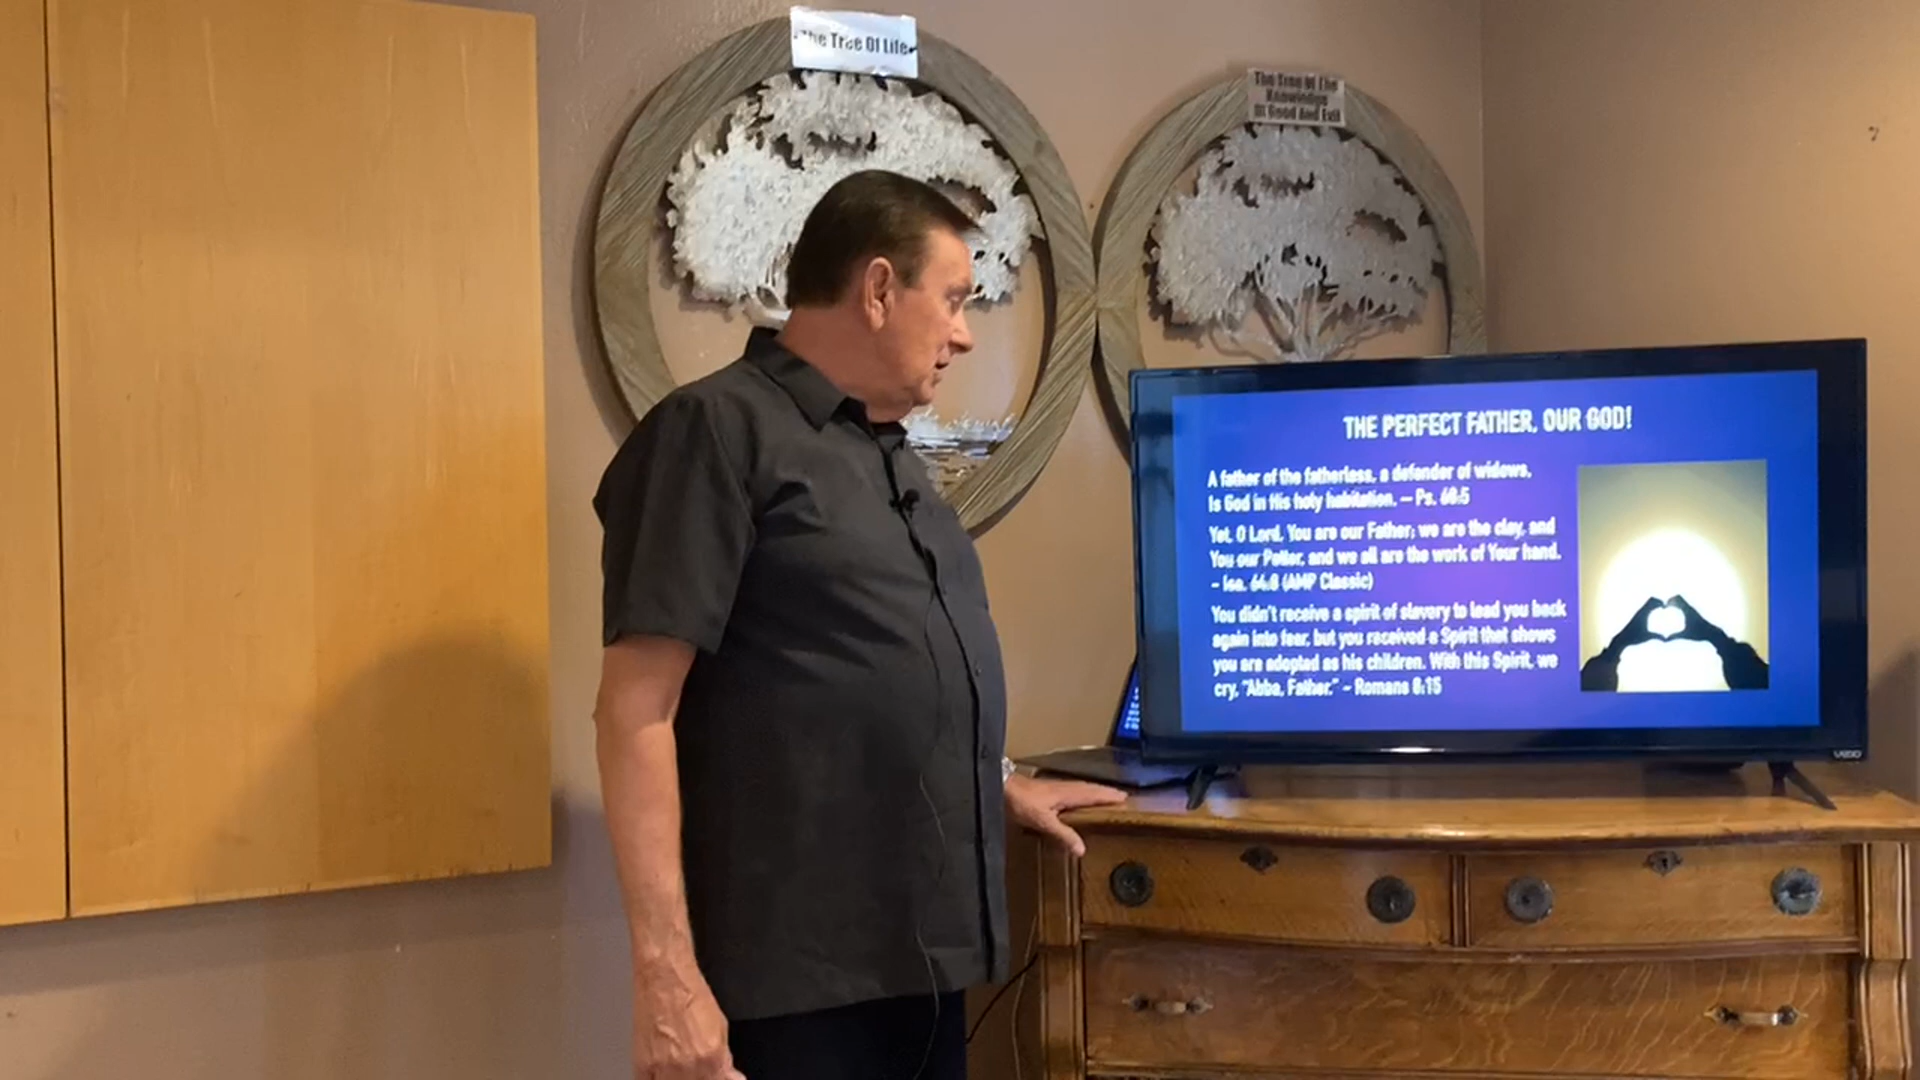 The Tree Of Life
The Tree Of The
Knowledge
Of Good And Evil
THE PERFECT FATHER, OUR GOD!
A father of the fatherless, a defender of widows,
Is God in His holy habitation. – Ps. 68:5
Yet, O Lord, You are our Father; we are the clay, and
You our Potter, and we all are the work of Your hand.
– Isa. 64:8 (AMP Classic)
You didn't receive a spirit of slavery to lead you back
again into fear, but you received a Spirit that shows
you are adopted as his children. With this Spirit, we
cry, "Abba, Father." – Romans 8:15
VIZIO